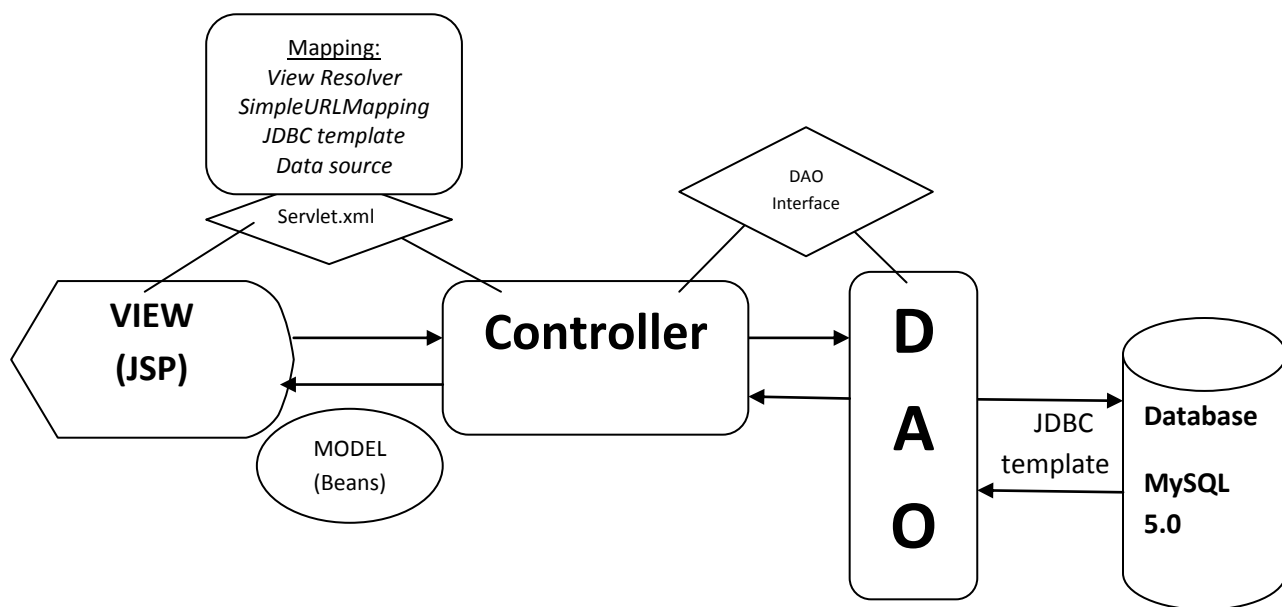 Mapping:
View Resolver
SimpleURLMapping
JDBC template
Data source
Servlet.xml
DAO
Interface
VIEW
(JSP)
Controller
D
A
O
MODEL
(Beans)
JDBC
template
Database
MySQL
5.0